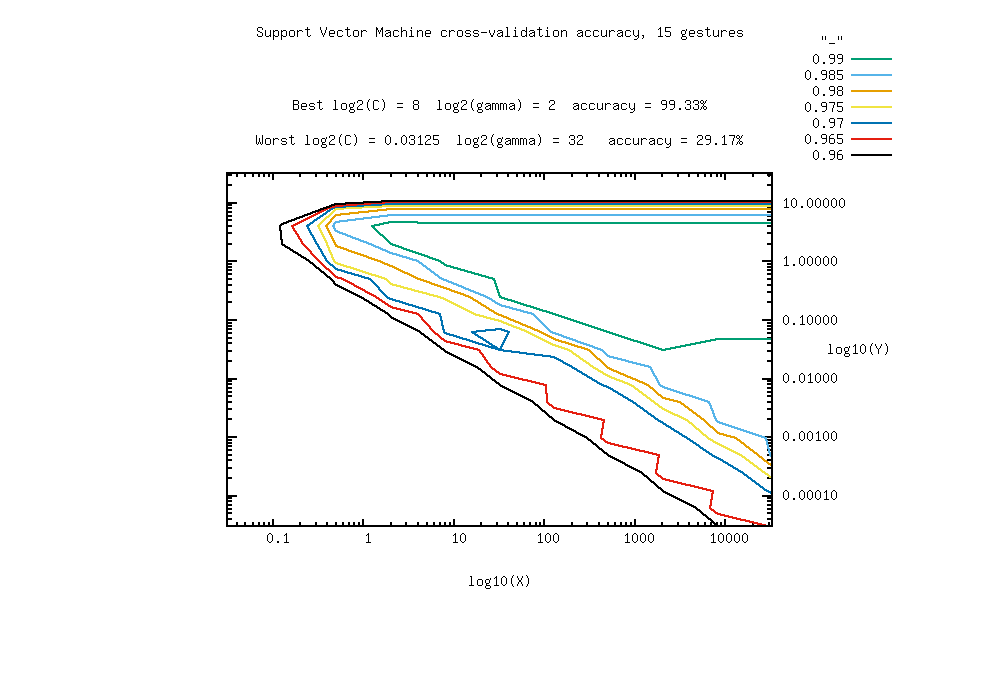 Support Vector Machine cross-validation accuracy, 15 gestures
"_"
0.99
0.985
0.98
0.975
0.97
0.965
0.96
Best log2(C) = 8  log2(gamma) = 2  accuracy = 99.33%
Worst log2(C) = 0.03125  log2(gamma) = 32   accuracy = 29.17%
10.00000
1.00000
0.10000
log10(Y)
0.01000
0.00100
0.00010
0.1 1 10 100 1000 10000
log10(X)